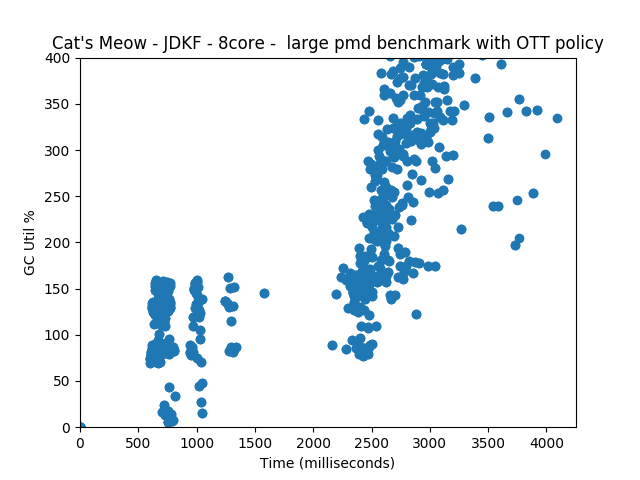 Cat's Meow - JDKF - 8core -  large pmd benchmark with OTT policy
400
350
300
250
200
150
100
50
0
GC Util %
0 500 1000 1500 2000 2500 3000 3500 4000
Time (milliseconds)